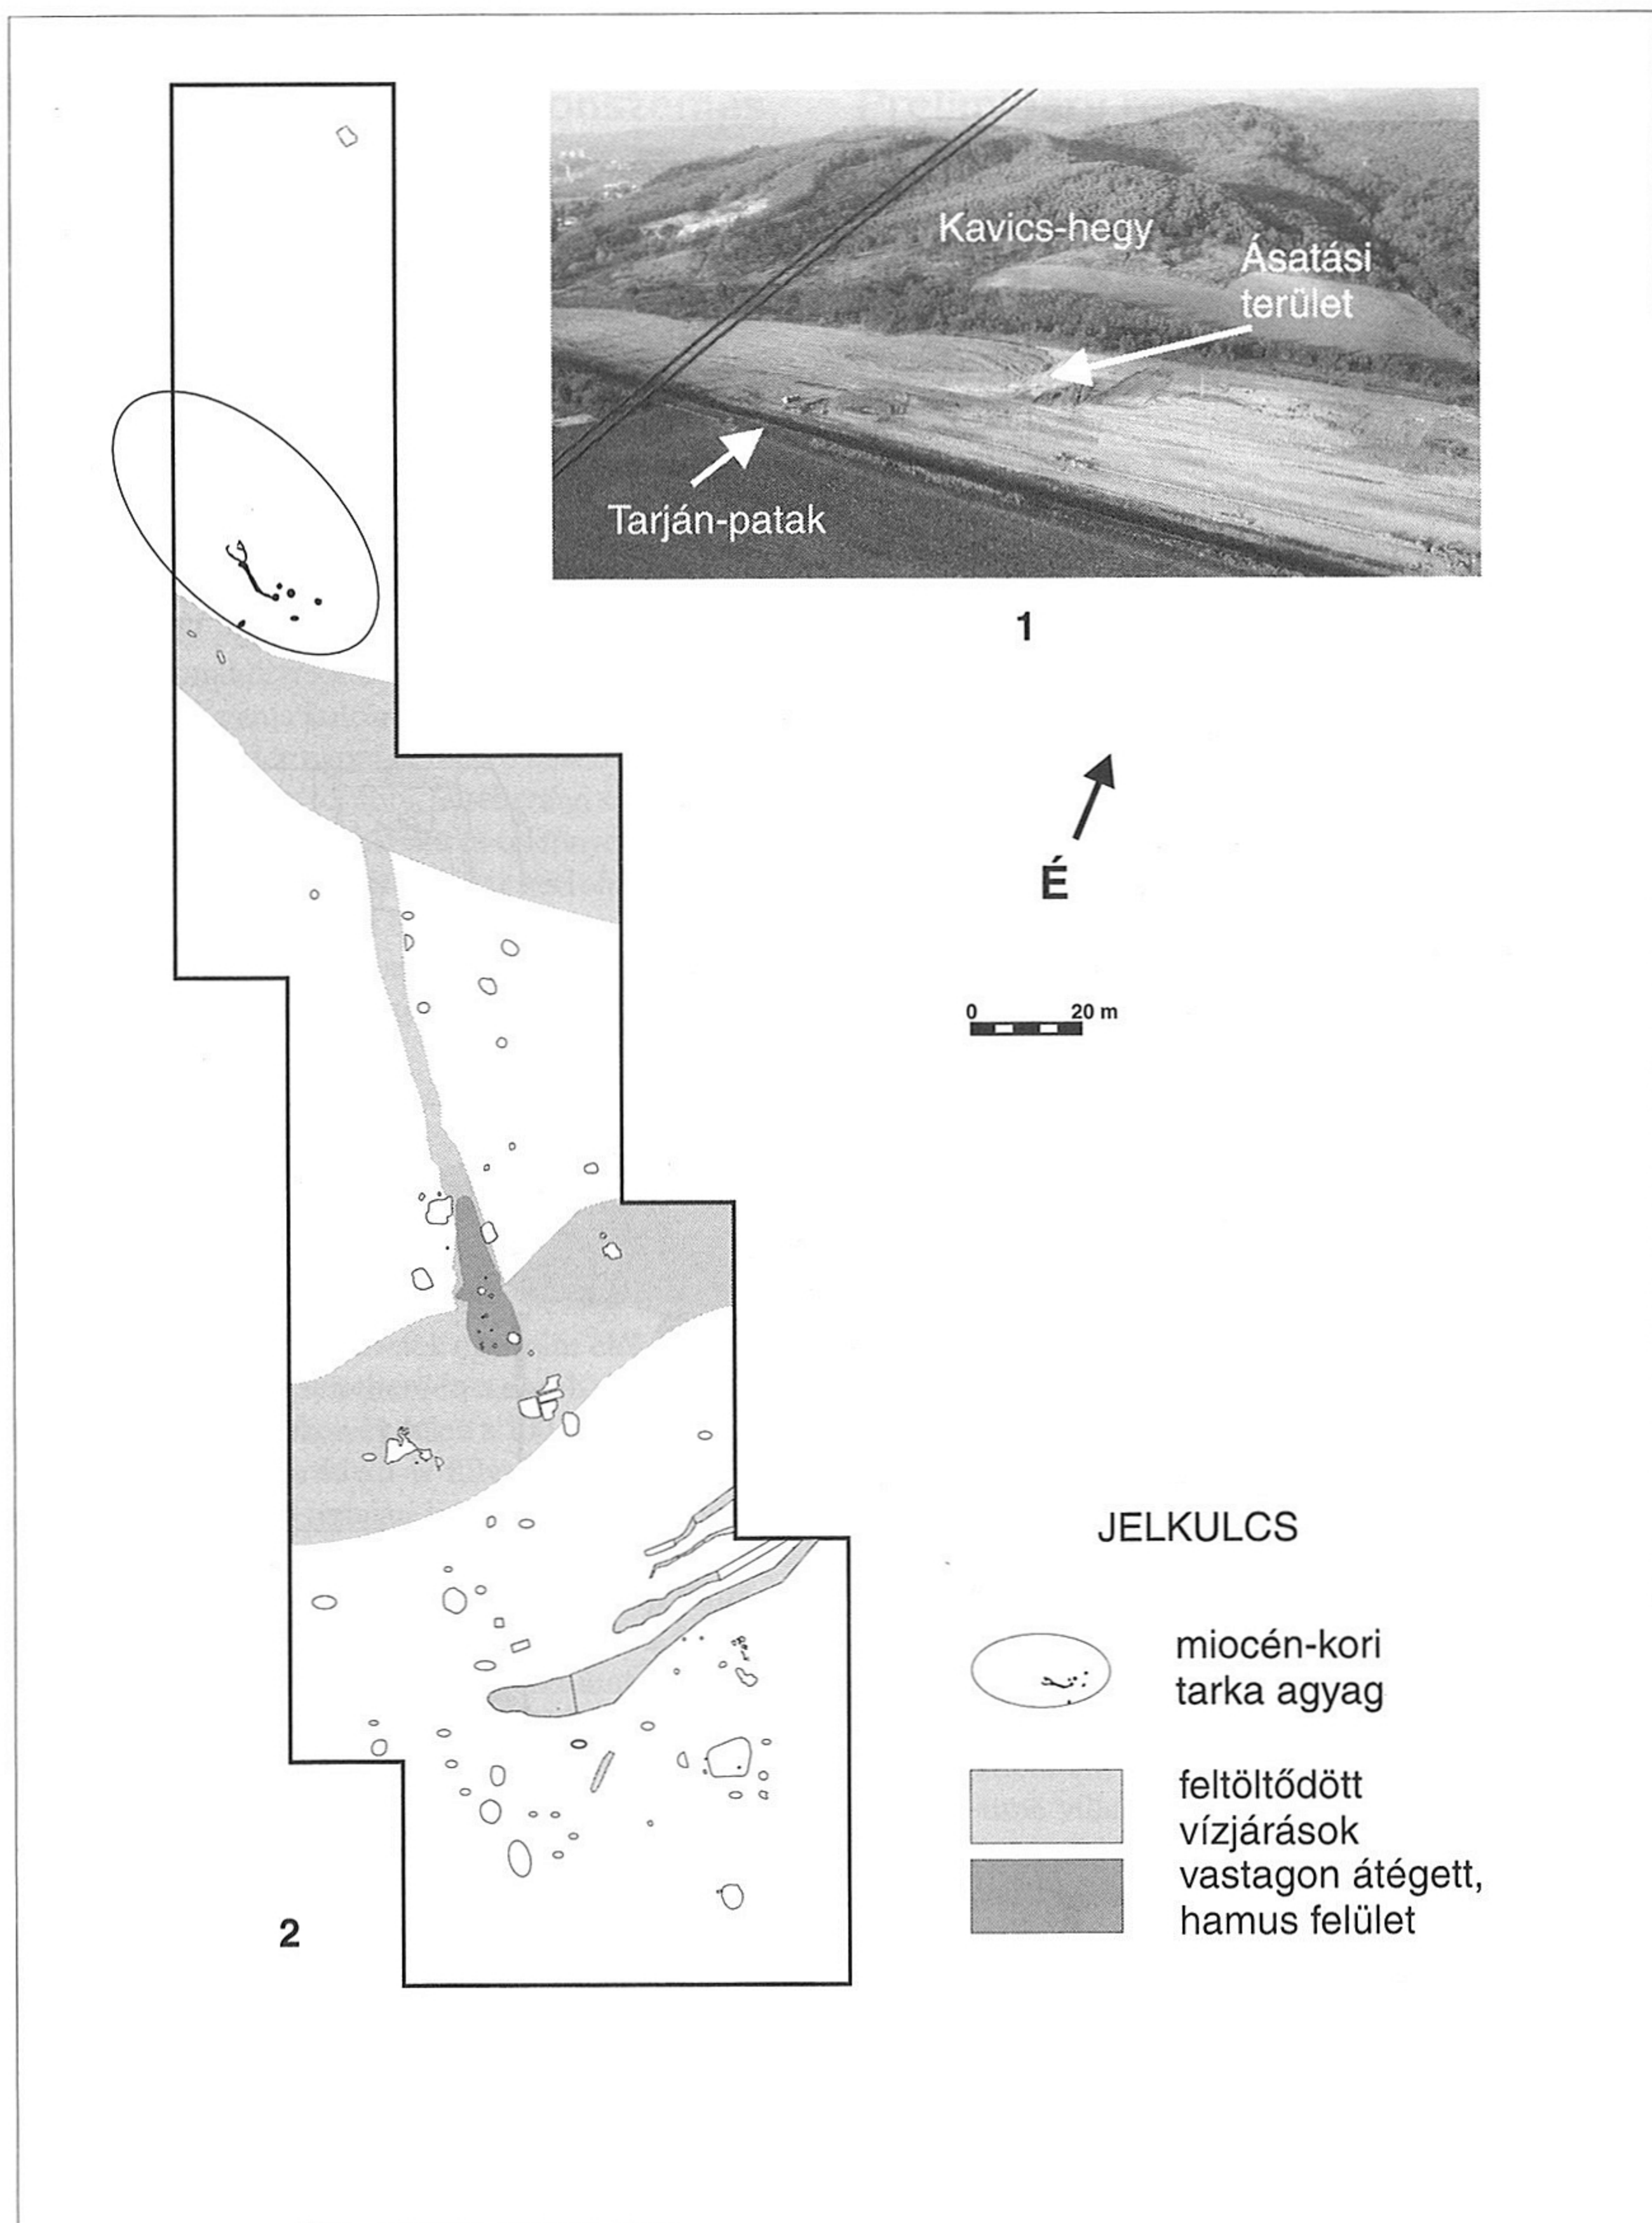 Kavics-hegy
Ásatási
terület
Tarján-patak
1
É
0 20 m
JELKULCS
miocén-kori
tarka agyag
feltöltődött
vízjárások
vastagon átégett,
hamus felület
2